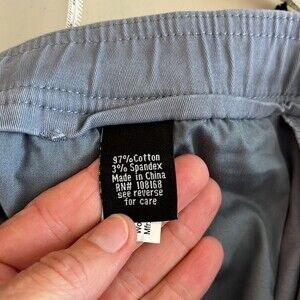 97% Cotton
3% Spandex
Made in China
RN# 108168
see reverse
for care